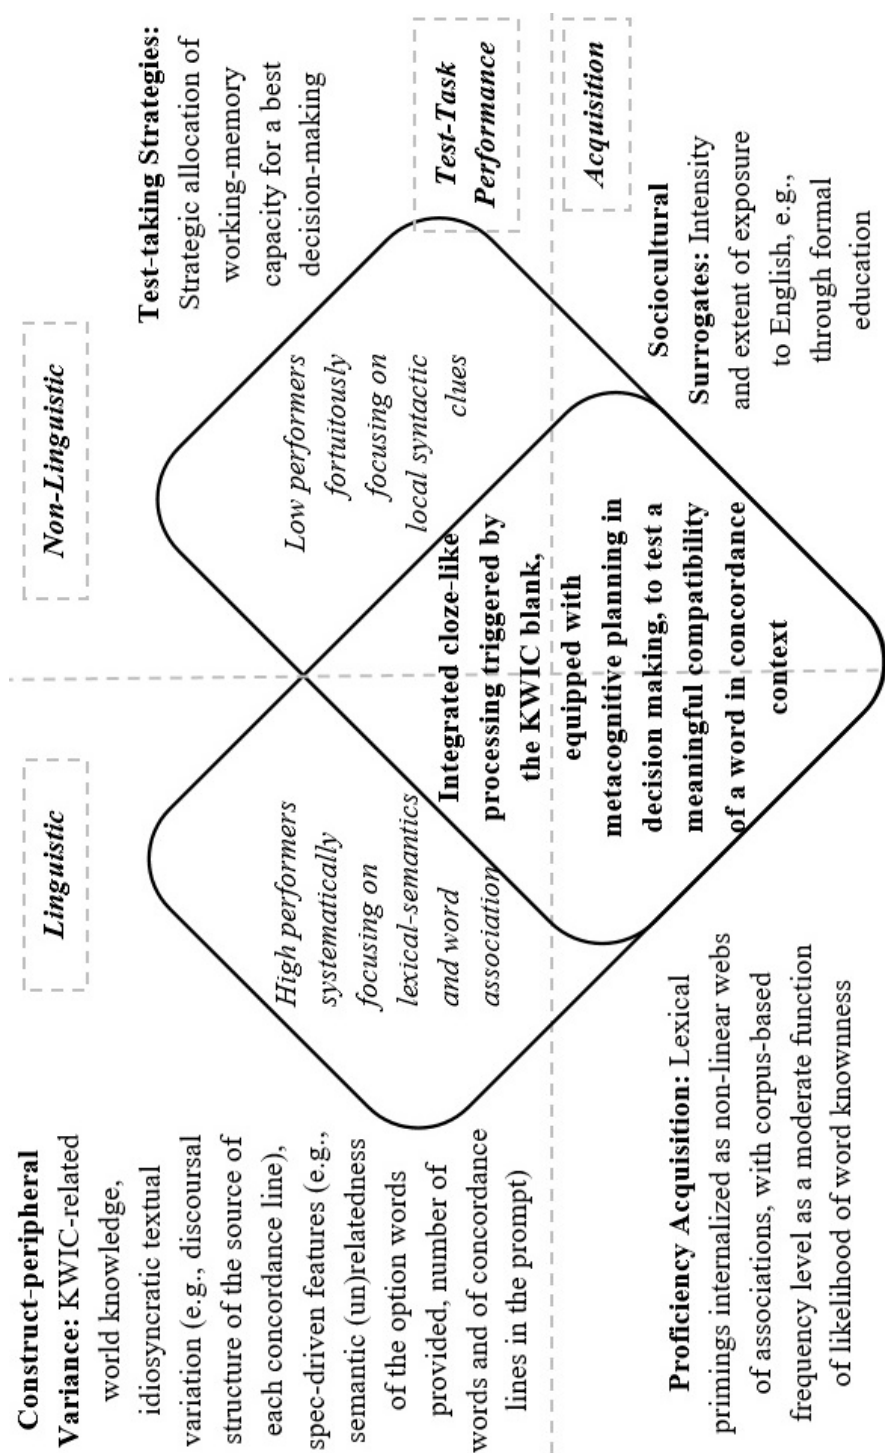 Linguistic
Non-Linguistic
Construct-peripheral
Variance: KWIC-related
world knowledge,
idiosyncratic textual
variation (e.g., discoursal
structure of the source of
each concordance line),
spec-driven features (e.g.,
semantic (un)relatedness
of the option words
provided, number of
words and of concordance
lines in the prompt)
High performers
systematically
focusing on
lexical-semantics
and word
association
Low performers
fortuitously
focusing on
local syntactic
clues
Test-taking Strategies:
Strategic allocation of
working-memory
capacity for a best
decision-making
Test-Task
Performance
Integrated cloze-like
processing triggered by
the KWIC blank,
equipped with
metacognitive planning in
decision making, to test a
meaningful compatibility
of a word in concordance
context
Acquisition
Proficiency Acquisition: Lexical
primings internalized as non-linear webs
of associations, with corpus-based
frequency level as a moderate function
of likelihood of word knownness
Sociocultural
Surrogates: Intensity
and extent of exposure
to English, e.g.,
through formal
education